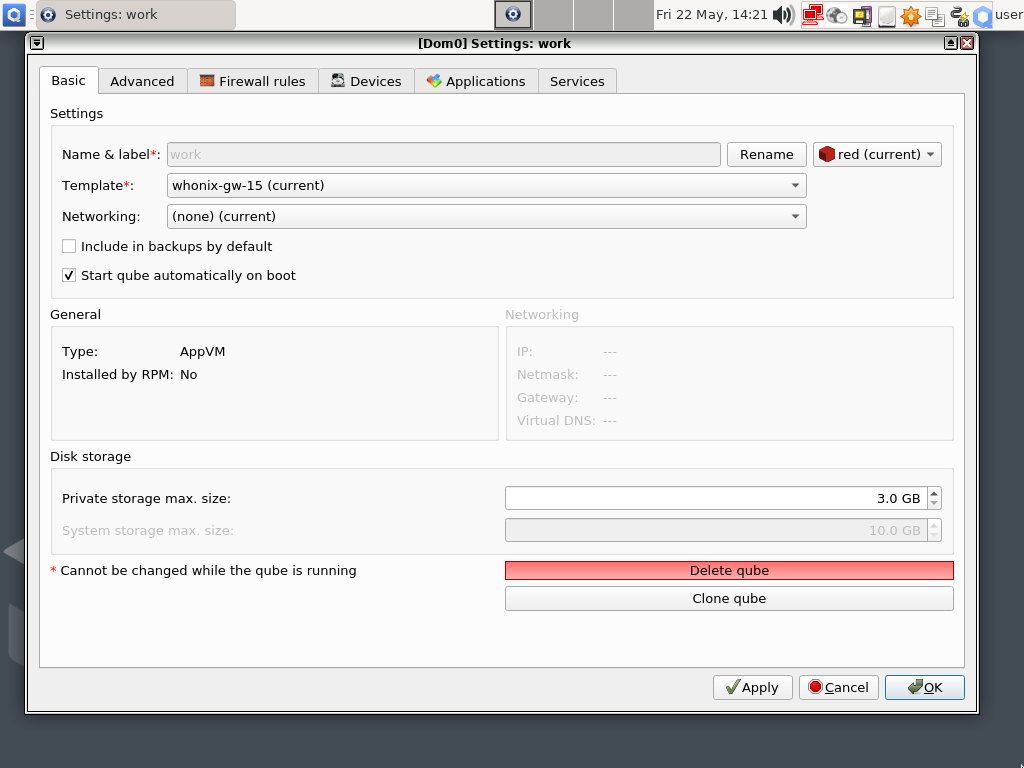 Settings: work
Fri 22 May, 14:21
user
[Dom0] Settings: work
Basic
Advanced
Firewall rules
Devices
Applications
Services
Settings
Name & label*:
work
Rename
red (current)
Template*:
whonix-gw-15 (current)
Networking:
(none) (current)
Include in backups by default
Start qube automatically on boot
General
Networking
Type:
AppVM
Installed by RPM:
No
IP:
---
Netmask:
---
Gateway:
---
Virtual DNS:
---
Disk storage
Private storage max. size:
3.0 GB
System storage max. size:
10.0 GB
* Cannot be changed while the qube is running
Delete qube
Clone qube
Apply
Cancel
OK